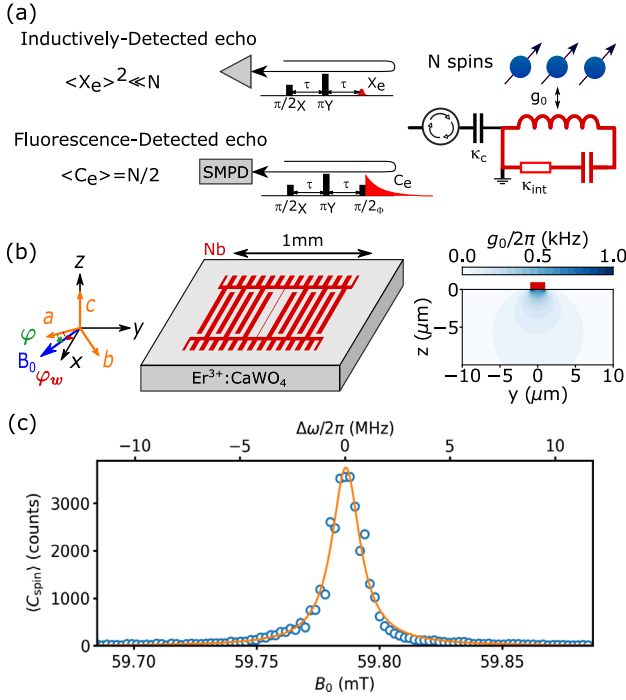 (a)
Inductively-Detected echo
<Xe>² ≪ N
τ
τ
Xe
π/2X
πY
N spins
g0
κc
κint
Fluorescence-Detected echo
<Ce>=N/2
SMPD
τ
τ
Ce
π/2X
πY
π/2Φ
(b)
Nb
1mm
z
a
c
φ
y
B0
x
b
φw
Er³⁺:CaWO₄
g0/2π (kHz)
0.0 0.5 1.0
z (μm)
0
−5
−10 −5 0 5 10
y (μm)
(c)
Δω/2π (MHz)
−10 −5 0 5 10
⟨Cspin⟩ (counts)
3000
2000
1000
0
59.70 59.75 59.80 59.85
B0 (mT)